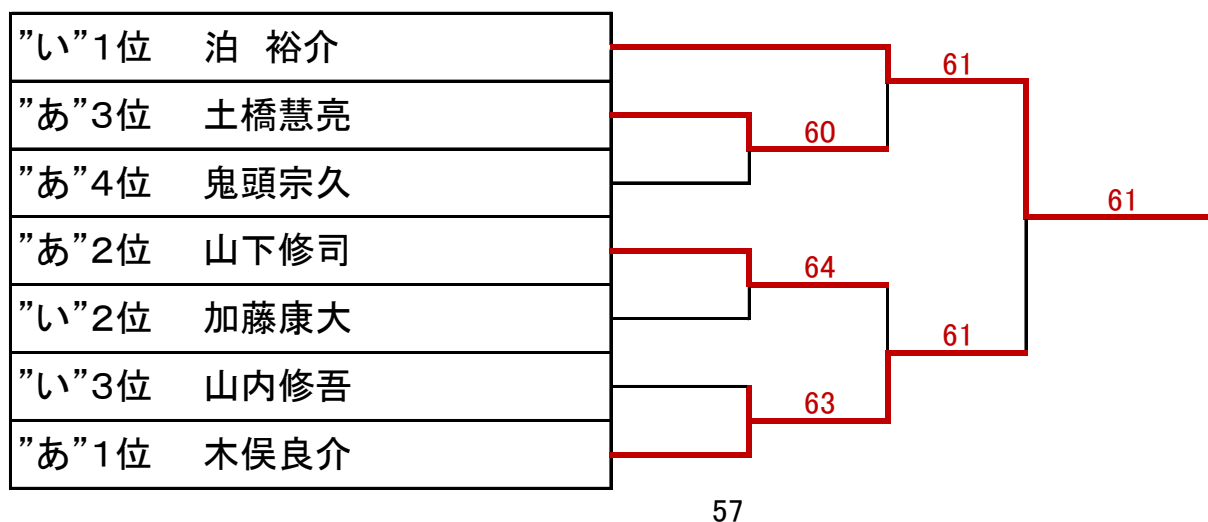 ”い”1位 泊 裕介
”あ”3位 土橋慧亮
”あ”4位 鬼頭宗久
”あ”2位 山下修司
”い”2位 加藤康大
”い”3位 山内修吾
”あ”1位 木俣良介
61
60
61
64
61
63
57